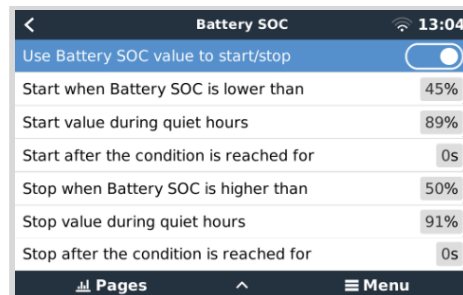 Battery SOC 13:04
Use Battery SOC value to start/stop
Start when Battery SOC is lower than 45%
Start value during quiet hours 89%
Start after the condition is reached for 0s
Stop when Battery SOC is higher than 50%
Stop value during quiet hours 91%
Stop after the condition is reached for 0s
Pages Menu